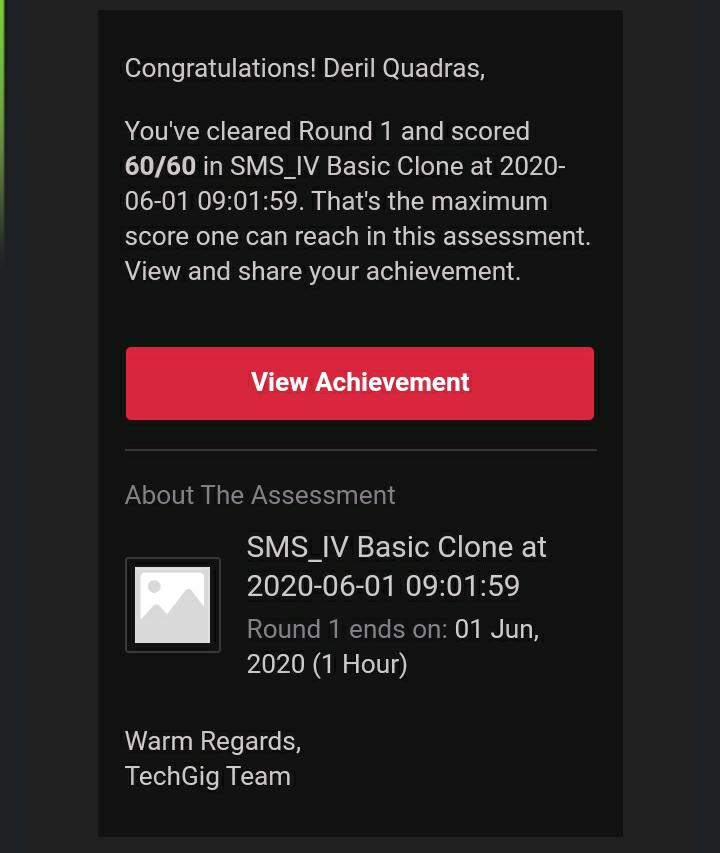 Congratulations! Deril Quadras,
You've cleared Round 1 and scored
60/60 in SMS_IV Basic Clone at 2020-
06-01 09:01:59. That's the maximum
score one can reach in this assessment.
View and share your achievement.
View Achievement
About The Assessment
SMS_IV Basic Clone at
2020-06-01 09:01:59
Round 1 ends on: 01 Jun,
2020 (1 Hour)
Warm Regards,
TechGig Team